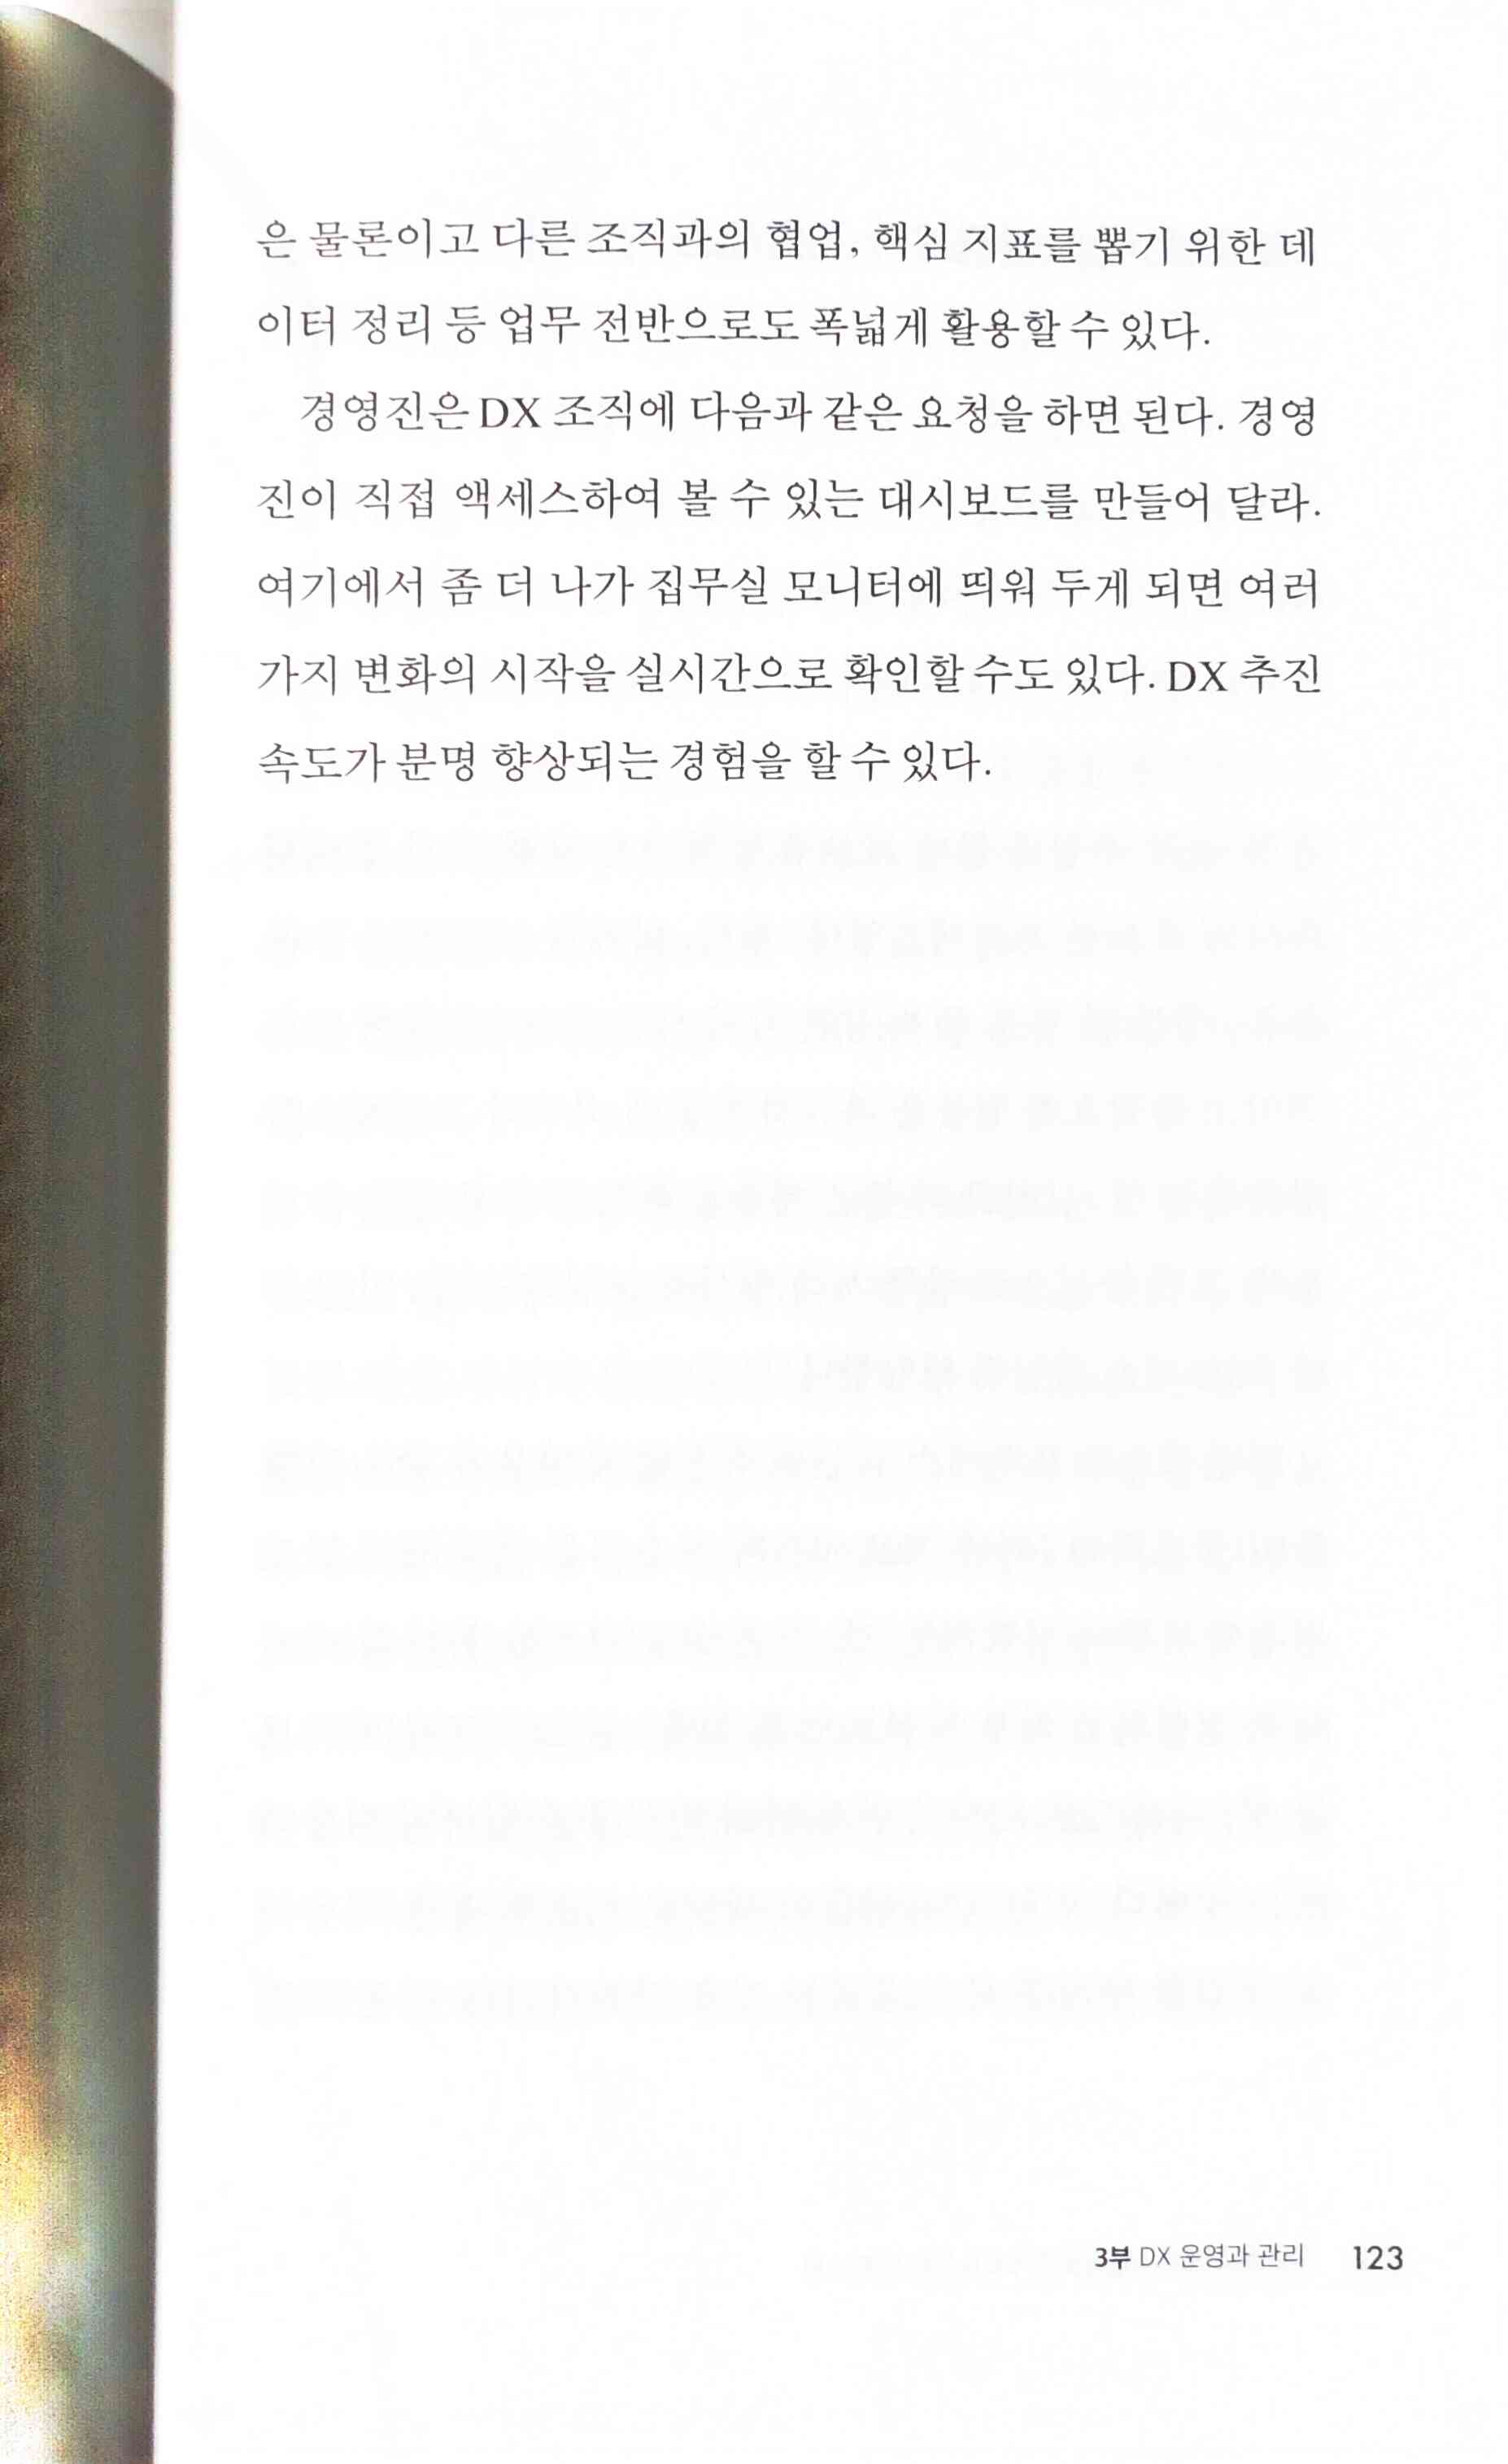 은 물론이고 다른 조직과의 협업, 핵심 지표를 뽑기 위한 데
이터 정리 등 업무 전반으로도 폭넓게 활용할 수 있다.
경영진은 DX 조직에 다음과 같은 요청을 하면 된다. 경영
진이 직접 액세스하여 볼 수 있는 대시보드를 만들어 달라.
여기에서 좀 더 나가 집무실 모니터에 띄워 두게 되면 여러
가지 변화의 시작을 실시간으로 확인할 수도 있다. DX 추진
속도가 분명 향상되는 경험을 할 수 있다.
3부 DX 운영과 관리 123